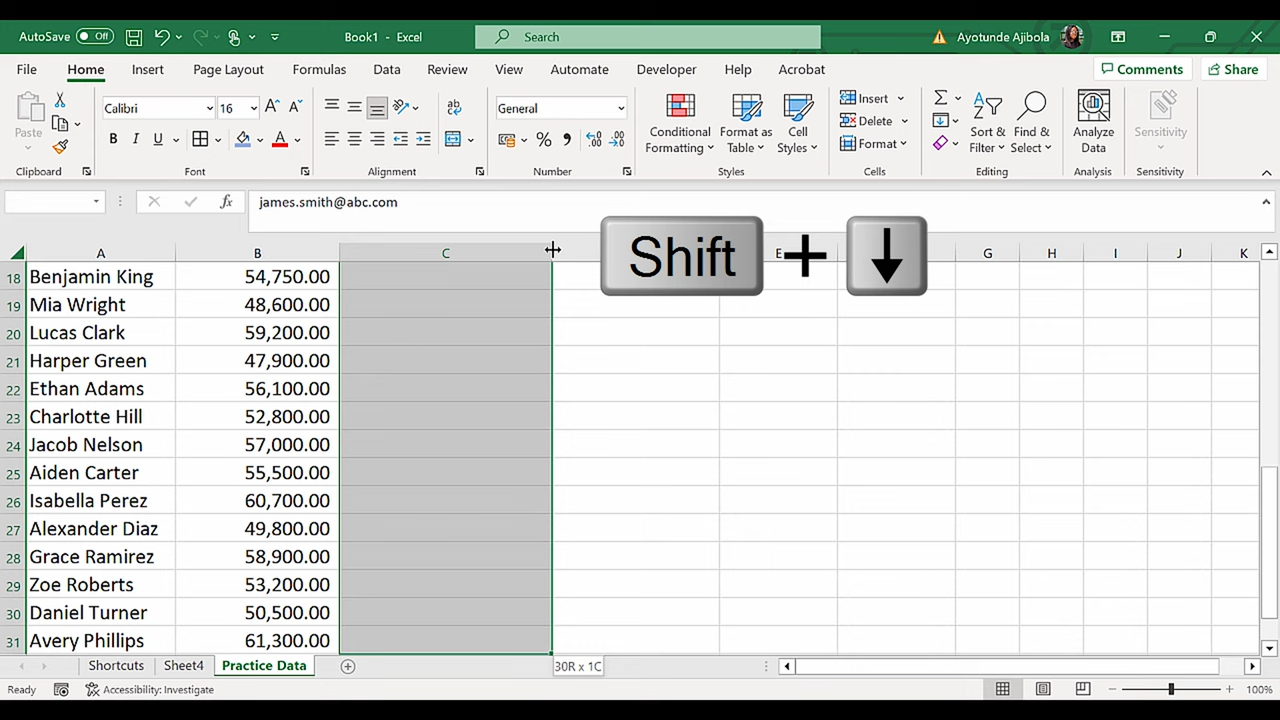 AutoSave Off Book1 - Excel Search Ayotunde Ajibola
File Home Insert Page Layout Formulas Data Review View Automate Developer Help Acrobat Comments Share
Paste Calibri 16 A A B I U A ab General % Conditional Formatting Format as Table Cell Styles Insert Delete Format Sort & Filter Find & Select Analyze Data Sensitivity
Clipboard Font Alignment Number Styles Cells Editing Analysis Sensitivity
fx james.smith@abc.com
Shift + ↓
A B C E G H I J K
18 Benjamin King 54,750.00
19 Mia Wright 48,600.00
20 Lucas Clark 59,200.00
21 Harper Green 47,900.00
22 Ethan Adams 56,100.00
23 Charlotte Hill 52,800.00
24 Jacob Nelson 57,000.00
25 Aiden Carter 55,500.00
26 Isabella Perez 60,700.00
27 Alexander Diaz 49,800.00
28 Grace Ramirez 58,900.00
29 Zoe Roberts 53,200.00
30 Daniel Turner 50,500.00
31 Avery Phillips 61,300.00
Shortcuts Sheet4 Practice Data 30R x 1C
Ready Accessibility: Investigate 100%